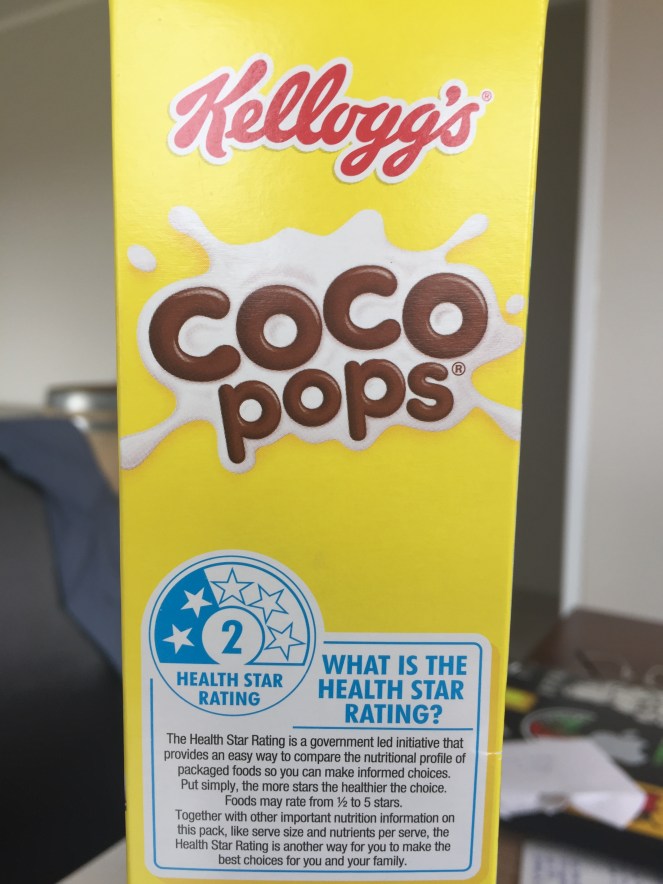 Kellogg's®
COCO
pops®
2
HEALTH STAR
RATING
WHAT IS THE
HEALTH STAR
RATING?
The Health Star Rating is a government led initiative that
provides an easy way to compare the nutritional profile of
packaged foods so you can make informed choices.
Put simply, the more stars the healthier the choice.
Foods may rate from ½ to 5 stars.
Together with other important nutrition information on
this pack, like serve size and nutrients per serve, the
Health Star Rating is another way for you to make the
best choices for you and your family.